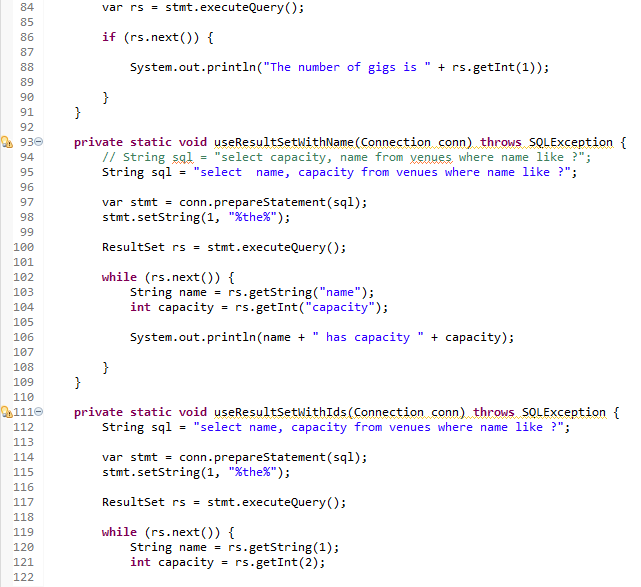 84 var rs = stmt.executeQuery();
85
86 if (rs.next()) {
87
88 System.out.println("The number of gigs is " + rs.getInt(1));
89
90 }
91 }
92
93 private static void useResultSetWithName(Connection conn) throws SQLException {
94 // String sql = "select capacity, name from venues where name like ?";
95 String sql = "select  name, capacity from venues where name like ?";
96
97 var stmt = conn.prepareStatement(sql);
98 stmt.setString(1, "%the%");
99
100 ResultSet rs = stmt.executeQuery();
101
102 while (rs.next()) {
103 String name = rs.getString("name");
104 int capacity = rs.getInt("capacity");
105
106 System.out.println(name + " has capacity " + capacity);
107
108 }
109 }
110
111 private static void useResultSetWithIds(Connection conn) throws SQLException {
112 String sql = "select name, capacity from venues where name like ?";
113
114 var stmt = conn.prepareStatement(sql);
115 stmt.setString(1, "%the%");
116
117 ResultSet rs = stmt.executeQuery();
118
119 while (rs.next()) {
120 String name = rs.getString(1);
121 int capacity = rs.getInt(2);
122